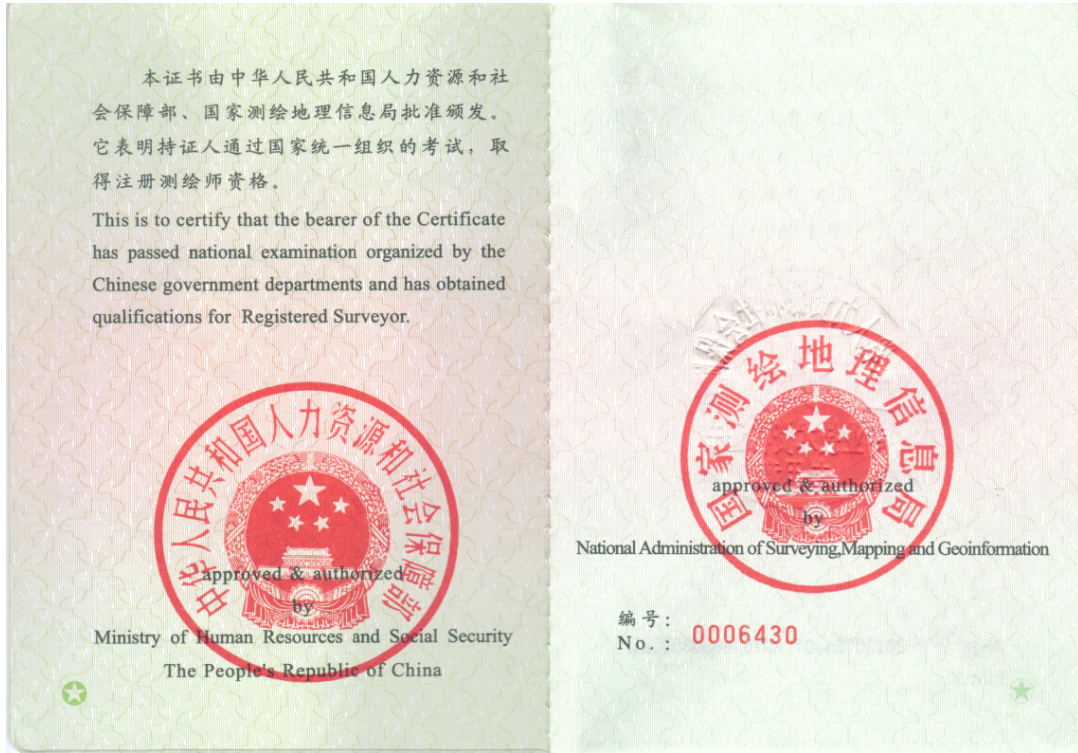 本证书由中华人民共和国人力资源和社
会保障部、国家测绘地理信息局批准颁发。
它表明持证人通过国家统一组织的考试，取
得注册测绘师资格。
This is to certify that the bearer of the Certificate
has passed national examination organized by the
Chinese government departments and has obtained
qualifications for Registered Surveyor.
中华人民共和国人力资源和社会保障部
approved & authorized
by
Ministry of Human Resources and Social Security
The People's Republic of China
国家测绘地理信息局
approved & authorized
by
National Administration of Surveying,Mapping and Geoinformation
编号：
No.: 0006430